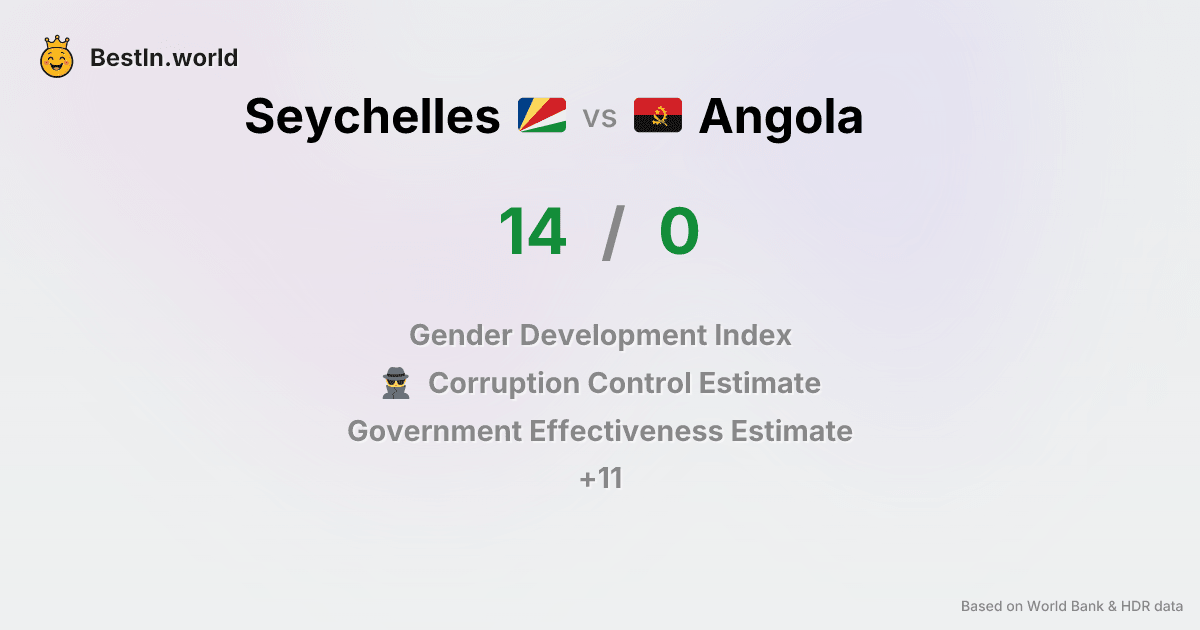 BestIn.world
Seychelles vs Angola
14 / 0
Gender Development Index
Corruption Control Estimate
Government Effectiveness Estimate
+11
Based on World Bank & HDR data